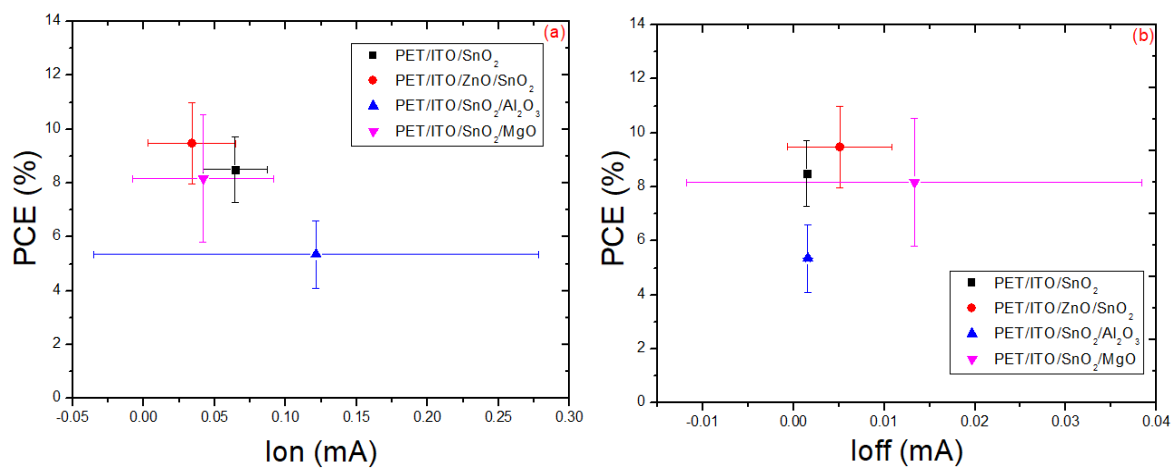 (a)
14
12
10
8
6
4
2
0
PCE (%)
PET/ITO/SnO₂
PET/ITO/ZnO/SnO₂
PET/ITO/SnO₂/Al₂O₃
PET/ITO/SnO₂/MgO
-0.05 0.00 0.05 0.10 0.15 0.20 0.25 0.30
Ion (mA)
(b)
14
12
10
8
6
4
2
0
PCE (%)
PET/ITO/SnO₂
PET/ITO/ZnO/SnO₂
PET/ITO/SnO₂/Al₂O₃
PET/ITO/SnO₂/MgO
-0.01 0.00 0.01 0.02 0.03 0.04
Ioff (mA)